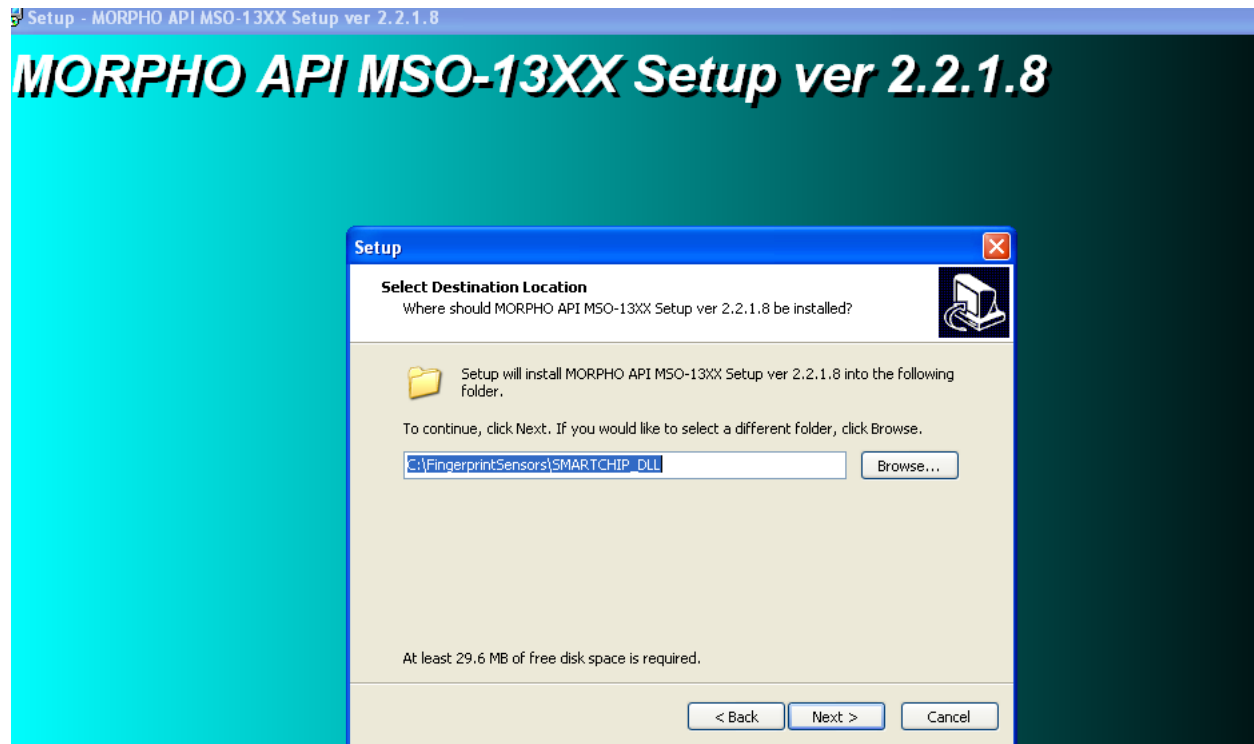 Setup - MORPHO API MSO-13XX Setup ver 2.2.1.8
MORPHO API MSO-13XX Setup ver 2.2.1.8
Setup
Select Destination Location
Where should MORPHO API MSO-13XX Setup ver 2.2.1.8 be installed?
Setup will install MORPHO API MSO-13XX Setup ver 2.2.1.8 into the following
folder.
To continue, click Next. If you would like to select a different folder, click Browse.
C:\FingerprintSensors\SMARTCHIP_DLL
Browse...
At least 29.6 MB of free disk space is required.
< Back Next > Cancel